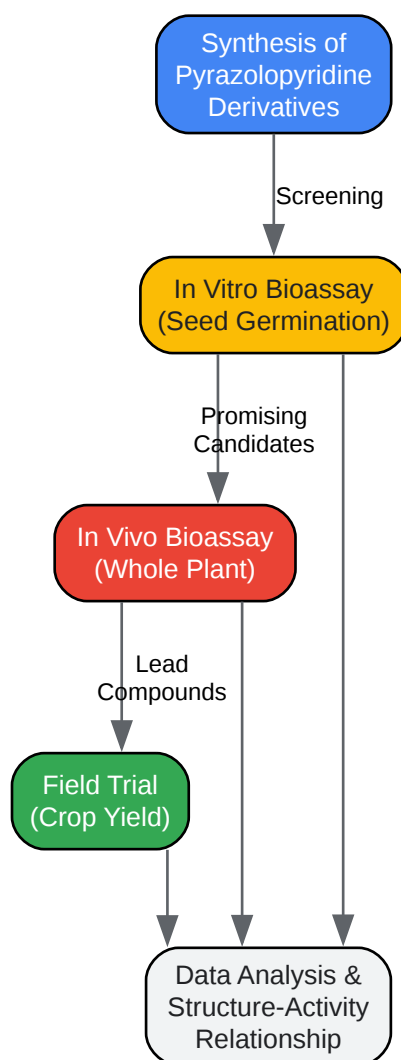 Synthesis of
Pyrazolopyridine
Derivatives
Screening
In Vitro Bioassay
(Seed Germination)
Promising
Candidates
In Vivo Bioassay
(Whole Plant)
Lead
Compounds
Field Trial
(Crop Yield)
Data Analysis &
Structure-Activity
Relationship